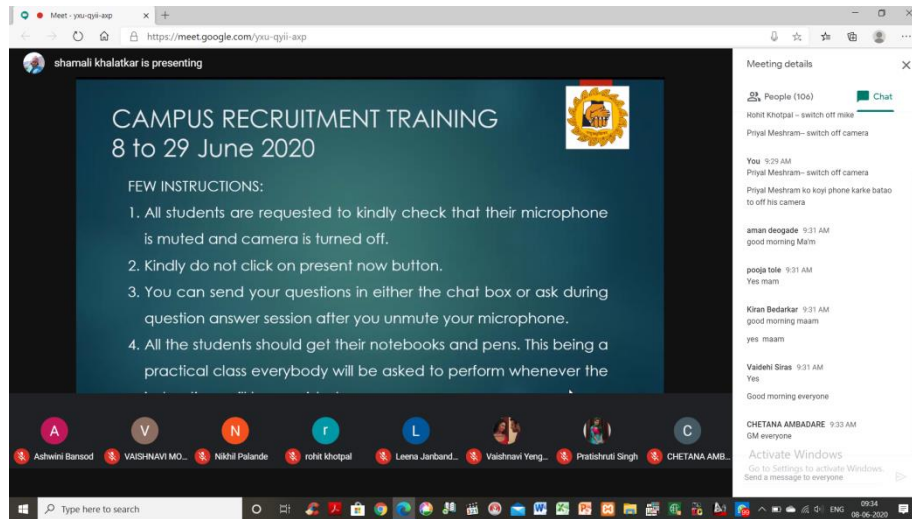 Meet - yxu-qyii-axp
https://meet.google.com/yxu-qyii-axp
shamali khalatkar is presenting
CAMPUS RECRUITMENT TRAINING
8 to 29 June 2020
FEW INSTRUCTIONS:
1. All students are requested to kindly check that their microphone
is muted and camera is turned off.
2. Kindly do not click on present now button.
3. You can send your questions in either the chat box or ask during
question answer session after you unmute your microphone.
4. All the students should get their notebooks and pens. This being a
practical class everybody will be asked to perform whenever the
A
V
N
r
L
C
Ashwini Bansod
VAISHNAVI MO...
Nikhil Palande
rohit khotpal
Leena Janband...
Vaishnavi Yeng...
Pratishruti Singh
CHETANA AMB...
Meeting details
People (106)
Chat
Rohit Khotpal – switch off mike
Priyal Meshram– switch off camera
You 9:29 AM
Priyal Meshram– switch off camera
Priyal Meshram ko koyi phone karke batao
to off his camera
aman deogade 9:31 AM
good morning Ma'm
pooja tole 9:31 AM
Yes mam
Kiran Bedarkar 9:31 AM
good morning maam
yes maam
Vaidehi Siras 9:31 AM
Yes
Good morning everyone
CHETANA AMBADARE 9:33 AM
GM everyone
Activate Windows
Go to Settings to activate Windows.
Send a message to everyone
Type here to search
ENG
09:34
08-06-2020